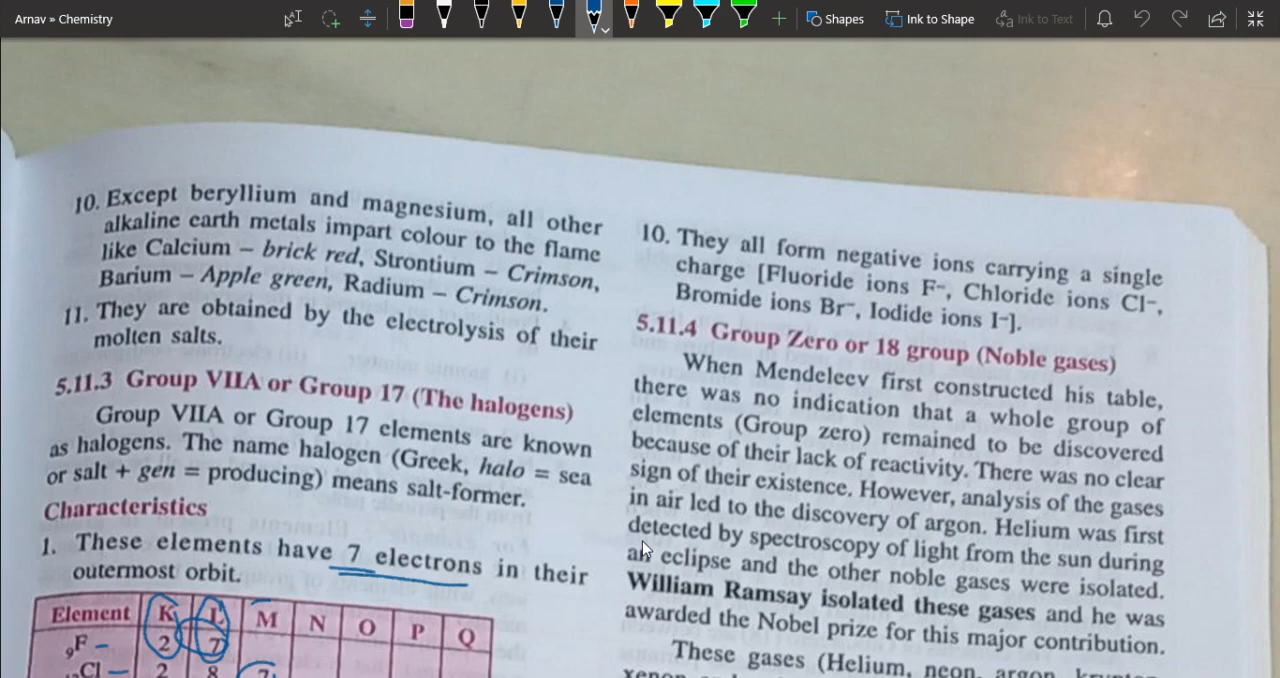 Arnav » Chemistry
Shapes
Ink to Shape
Ink to Text
10. Except beryllium and magnesium, all other
alkaline earth metals impart colour to the flame
like Calcium – brick red, Strontium – Crimson,
Barium – Apple green, Radium – Crimson.
11. They are obtained by the electrolysis of their
molten salts.
5.11.3 Group VIIA or Group 17 (The halogens)
Group VIIA or Group 17 elements are known
as halogens. The name halogen (Greek, halo = sea
or salt + gen = producing) means salt-former.
Characteristics
1. These elements have 7 electrons in their
outermost orbit.
Element K L M N O P Q
₉F – 2 7
Cl – 2 8 7
10. They all form negative ions carrying a single
charge [Fluoride ions F⁻, Chloride ions Cl⁻,
Bromide ions Br⁻, Iodide ions I⁻].
5.11.4 Group Zero or 18 group (Noble gases)
When Mendeleev first constructed his table,
there was no indication that a whole group of
elements (Group zero) remained to be discovered
because of their lack of reactivity. There was no clear
sign of their existence. However, analysis of the gases
in air led to the discovery of argon. Helium was first
detected by spectroscopy of light from the sun during
an eclipse and the other noble gases were isolated.
William Ramsay isolated these gases and he was
awarded the Nobel prize for this major contribution.
These gases (Helium, neon, argon, krypton,
xenon